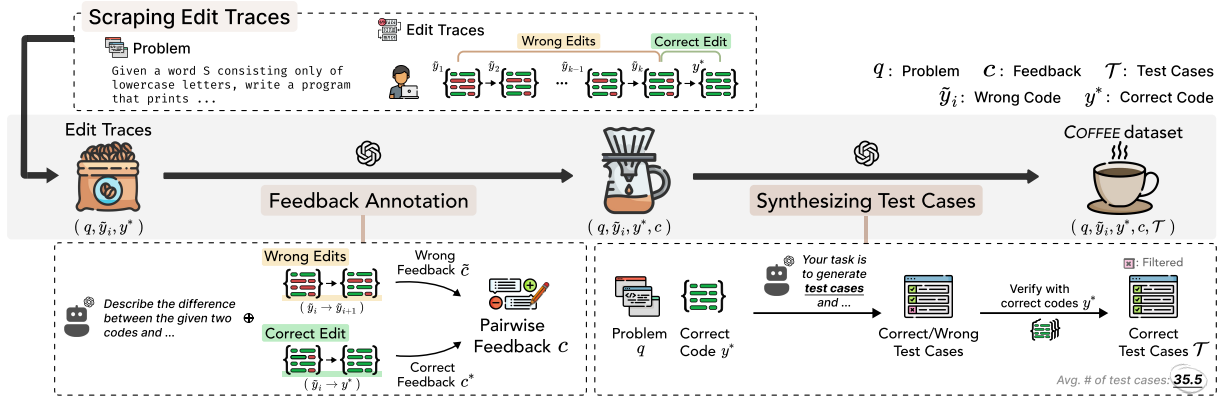 Scraping Edit Traces
Problem
Given a word S consisting only of
lowercase letters, write a program
that prints ...
Edit Traces
Wrong Edits
Correct Edit
ỹ₁ ỹ₂ ... ỹₖ₋₁ ỹₖ y*
q : Problem c : Feedback 𝒯 : Test Cases
ỹᵢ : Wrong Code y* : Correct Code
Edit Traces
( q, ỹᵢ, y* )
Feedback Annotation
( q, ỹᵢ, y*, c )
Synthesizing Test Cases
COFFEE dataset
( q, ỹᵢ, y*, c, 𝒯 )
Describe the difference
between the given two
codes and ...
⊕
Wrong Edits
( ỹᵢ → ỹᵢ₊₁ )
Correct Edit
( ỹᵢ → y* )
Wrong
Feedback c̃
Correct
Feedback c*
Pairwise
Feedback c
Problem
q
Correct
Code y*
Your task is
to generate
test cases
and ...
Correct/Wrong
Test Cases
Verify with
correct codes y*
: Filtered
Correct
Test Cases 𝒯
Avg. # of test cases: 35.5